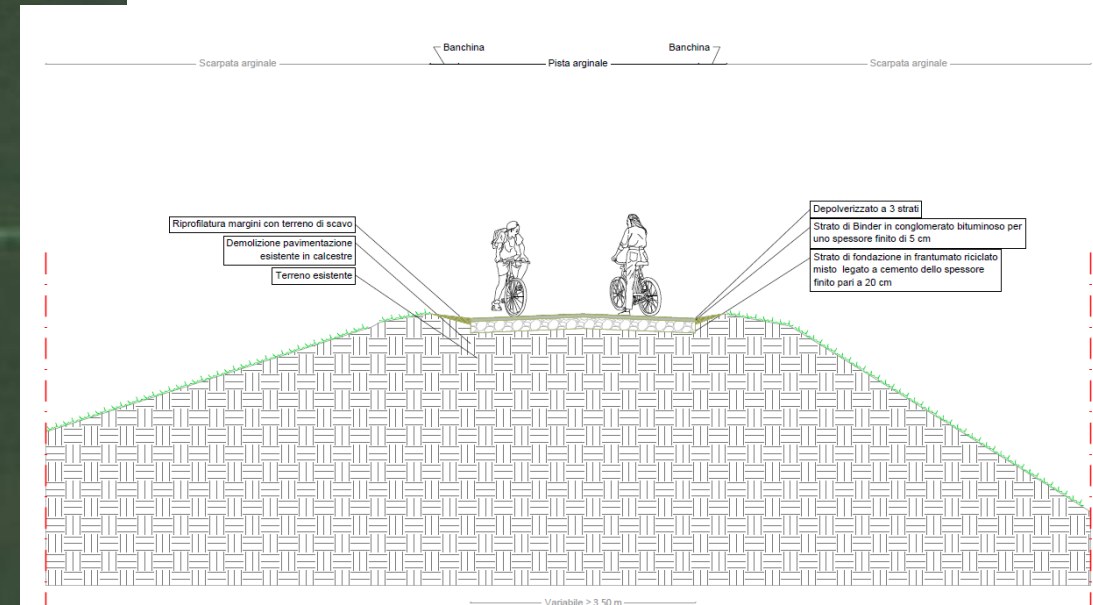 Banchina
Banchina
Scarpata arginale
Pista arginale
Scarpata arginale
Riprofilatura margini con terreno di scavo
Demolizione pavimentazione
esistente in calcestre
Terreno esistente
Depolverizzato a 3 strati
Strato di Binder in conglomerato bituminoso per
uno spessore finito di 5 cm
Strato di fondazione in frantumato riciclato
misto legato a cemento dello spessore
finito pari a 20 cm
Variabile ≥ 3.50 m